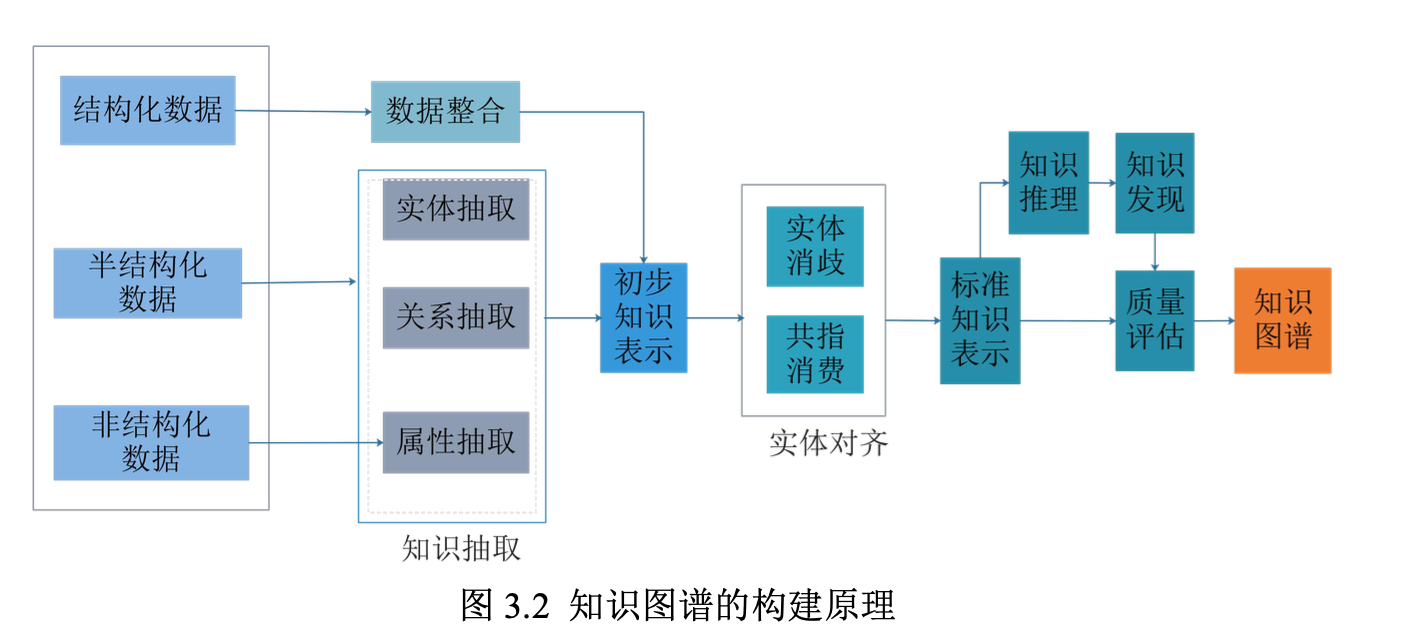 结构化数据
数据整合
半结构化
数据
非结构化
数据
实体抽取
关系抽取
属性抽取
知识抽取
初步
知识
表示
实体
消歧
共指
消费
实体对齐
标准
知识
表示
知识
推理
知识
发现
质量
评估
知识
图谱
图 3.2 知识图谱的构建原理